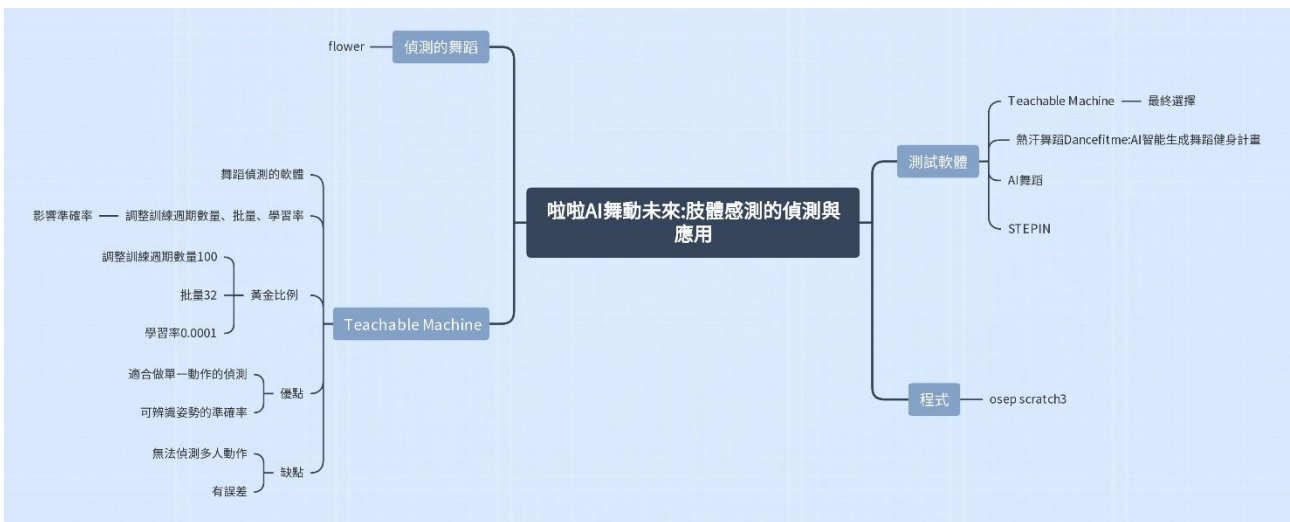 啦啦AI舞動未來:肢體感測的偵測與
應用
偵測的舞蹈
flower
Teachable Machine
舞蹈偵測的軟體
調整訓練週期數量、批量、學習率
影響準確率
黃金比例
調整訓練週期數量100
批量32
學習率0.0001
優點
適合做單一動作的偵測
可辨識姿勢的準確率
缺點
無法偵測多人動作
有誤差
測試軟體
Teachable Machine
最終選擇
熱汗舞蹈Dancefitme:AI智能生成舞蹈健身計畫
AI舞蹈
STEPIN
程式
osep scratch3